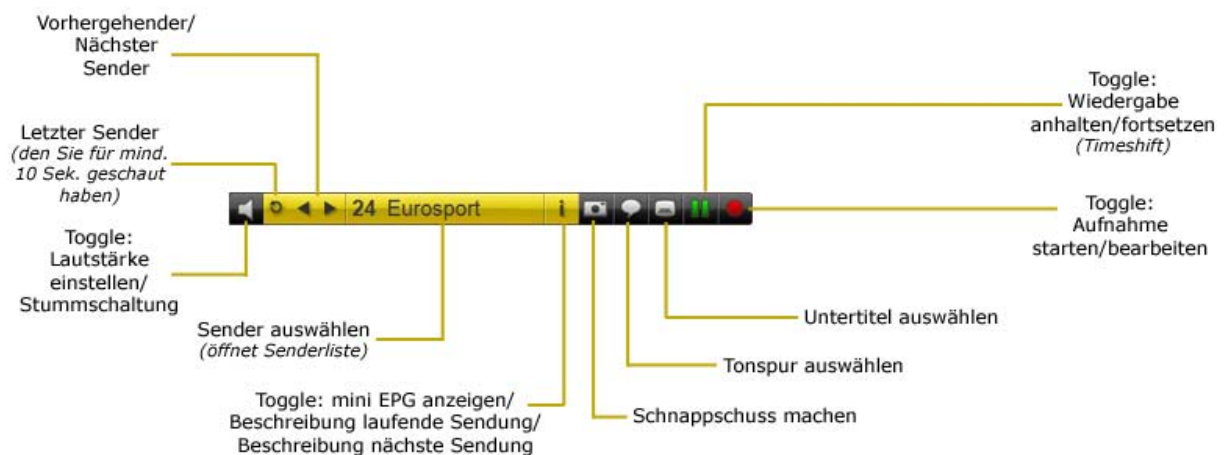 Vorhergehender/
Nächster
Sender
Letzter Sender
(den Sie für mind.
10 Sek. geschaut
haben)
Toggle:
Lautstärke
einstellen/
Stummschaltung
24 Eurosport
i
Sender auswählen
(öffnet Senderliste)
Toggle: mini EPG anzeigen/
Beschreibung laufende Sendung/
Beschreibung nächste Sendung
Toggle:
Wiedergabe
anhalten/fortsetzen
(Timeshift)
Toggle:
Aufnahme
starten/bearbeiten
Untertitel auswählen
Tonspur auswählen
Schnappschuss machen